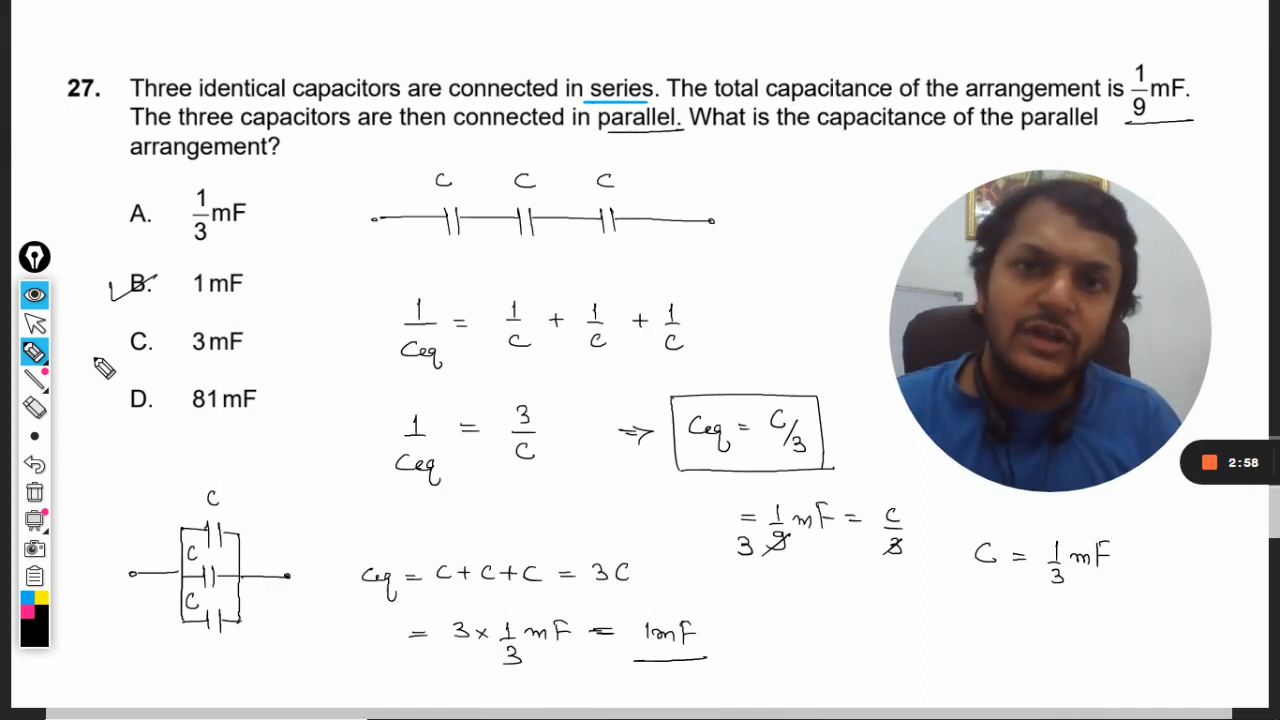 27. Three identical capacitors are connected in series. The total capacitance of the arrangement is 1/9 mF.
The three capacitors are then connected in parallel. What is the capacitance of the parallel
arrangement?
A. 1/3 mF
B. 1 mF
C. 3 mF
D. 81 mF
C C C
1/Ceq = 1/C + 1/C + 1/C
1/Ceq = 3/C ⇒ Ceq = C/3
= 1/9 mF = C/3
3
C = 1/3 mF
C
C
C
Ceq = C + C + C = 3C
= 3 × 1/3 mF = 1mF
2:58